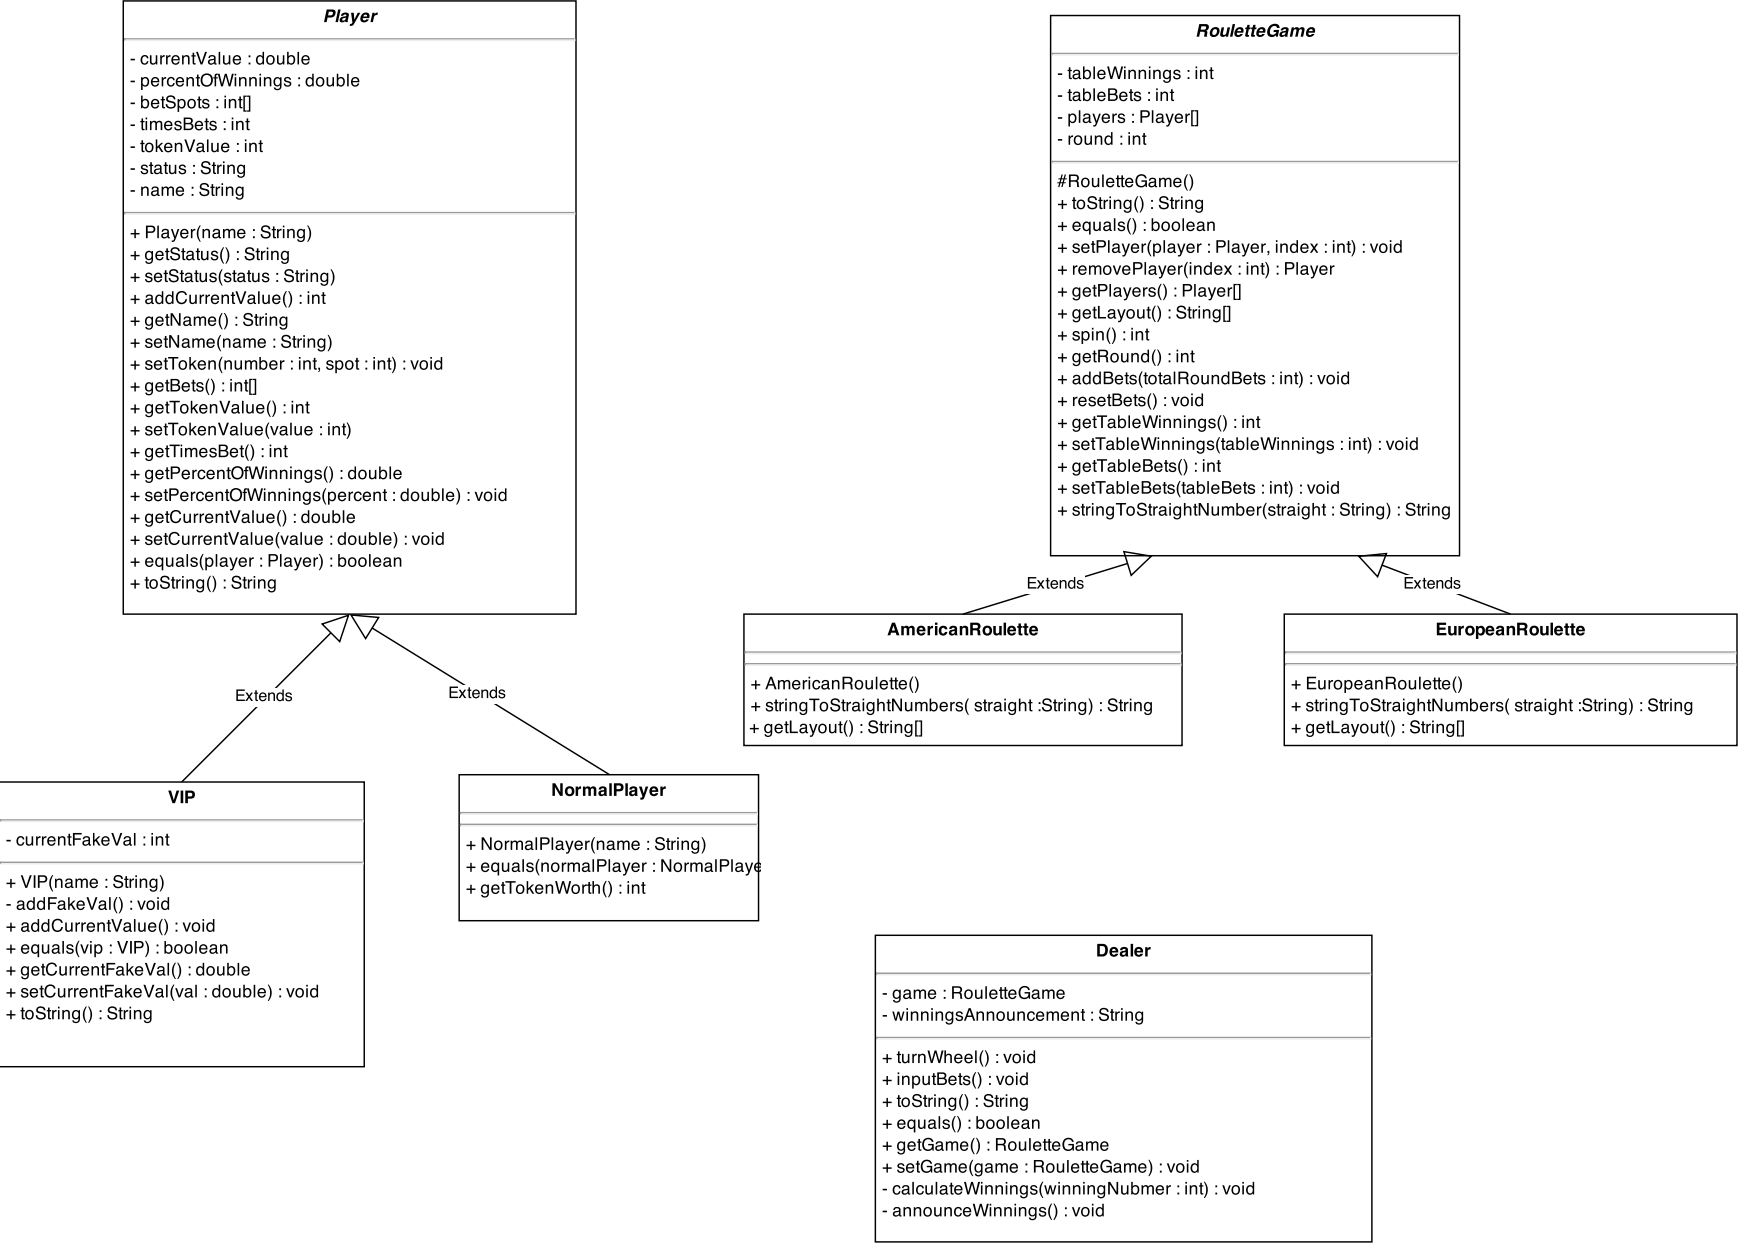 Player
- currentValue : double
- percentOfWinnings : double
- betSpots : int[]
- timesBets : int
- tokenValue : int
- status : String
- name : String
+ Player(name : String)
+ getStatus() : String
+ setStatus(status : String)
+ addCurrentValue() : int
+ getName() : String
+ setName(name : String)
+ setToken(number : int, spot : int) : void
+ getBets() : int[]
+ getTokenValue() : int
+ setTokenValue(value : int)
+ getTimesBet() : int
+ getPercentOfWinnings() : double
+ setPercentOfWinnings(percent : double) : void
+ getCurrentValue() : double
+ setCurrentValue(value : double) : void
+ equals(player : Player) : boolean
+ toString() : String
RouletteGame
- tableWinnings : int
- tableBets : int
- players : Player[]
- round : int
#RouletteGame()
+ toString() : String
+ equals() : boolean
+ setPlayer(player : Player, index : int) : void
+ removePlayer(index : int) : Player
+ getPlayers() : Player[]
+ getLayout() : String[]
+ spin() : int
+ getRound() : int
+ addBets(totalRoundBets : int) : void
+ resetBets() : void
+ getTableWinnings() : int
+ setTableWinnings(tableWinnings : int) : void
+ getTableBets() : int
+ setTableBets(tableBets : int) : void
+ stringToStraightNumber(straight : String) : String
Extends
Extends
AmericanRoulette
+ AmericanRoulette()
+ stringToStraightNumbers( straight :String) : String
+ getLayout() : String[]
EuropeanRoulette
+ EuropeanRoulette()
+ stringToStraightNumbers( straight :String) : String
+ getLayout() : String[]
Extends
Extends
VIP
- currentFakeVal : int
+ VIP(name : String)
- addFakeVal() : void
+ addCurrentValue() : void
+ equals(vip : VIP) : boolean
+ getCurrentFakeVal() : double
+ setCurrentFakeVal(val : double) : void
+ toString() : String
NormalPlayer
+ NormalPlayer(name : String)
+ equals(normalPlayer : NormalPlaye
+ getTokenWorth() : int
Dealer
- game : RouletteGame
- winningsAnnouncement : String
+ turnWheel() : void
+ inputBets() : void
+ toString() : String
+ equals() : boolean
+ getGame() : RouletteGame
+ setGame(game : RouletteGame) : void
- calculateWinnings(winningNubmer : int) : void
- announceWinnings() : void